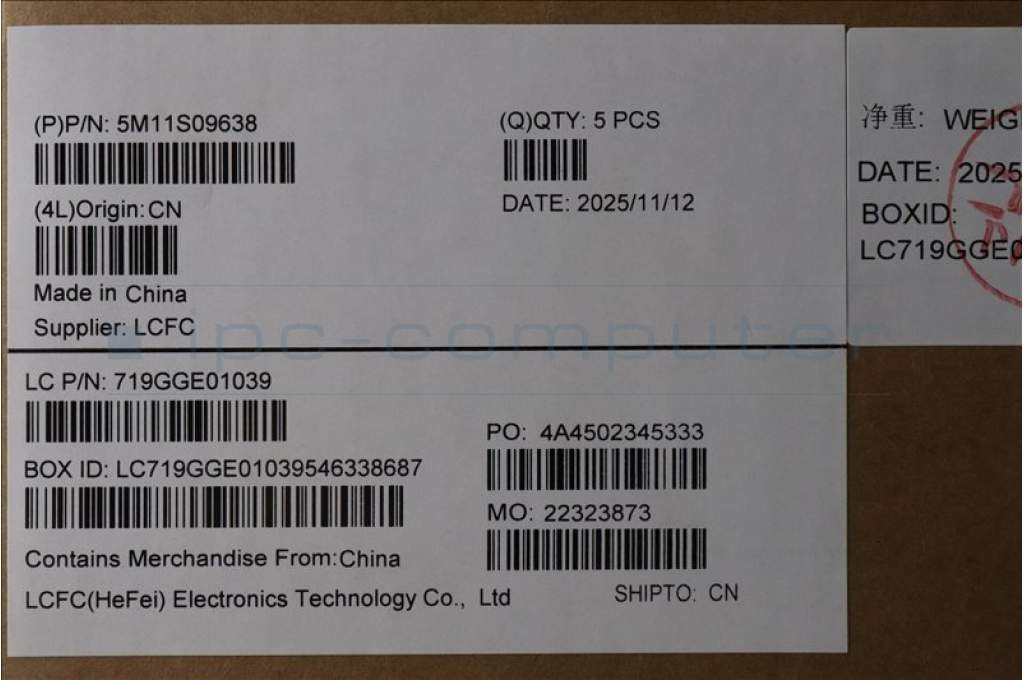 (P)P/N: 5M11S09638
(Q)QTY: 5 PCS
DATE: 2025/11/12
(4L)Origin: CN
Made in China
Supplier: LCFC
LC P/N: 719GGE01039
BOX ID: LC719GGE01039546338687
PO: 4A4502345333
MO: 22323873
Contains Merchandise From:China
LCFC(HeFei) Electronics Technology Co., Ltd
SHIPTO: CN
净重:
DATE: 2025
BOXID:
LC719GGE0
ipc-computer